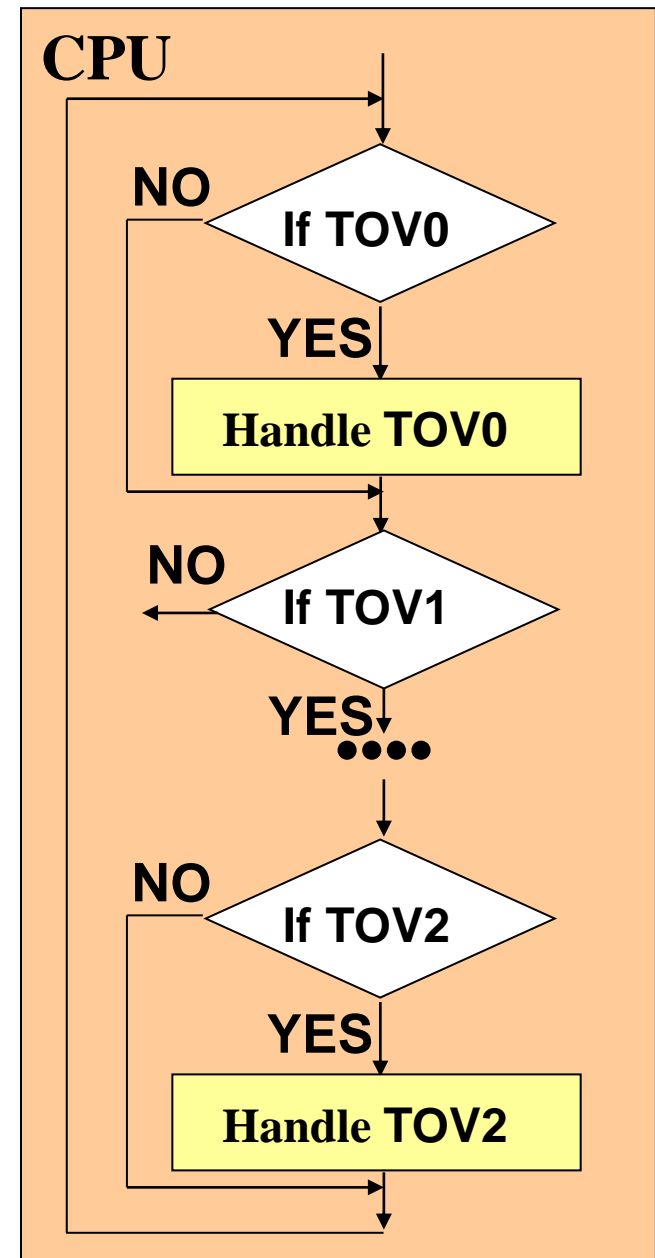 CPU
NO
If TOV0
YES
Handle TOV0
NO
If TOV1
YES
••••
NO
If TOV2
YES
Handle TOV2